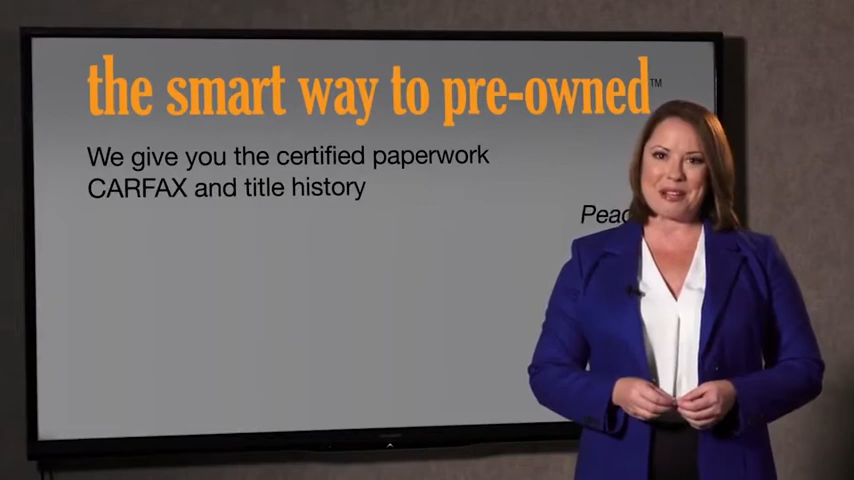 the smart way to pre-owned™
We give you the certified paperwork
CARFAX and title history